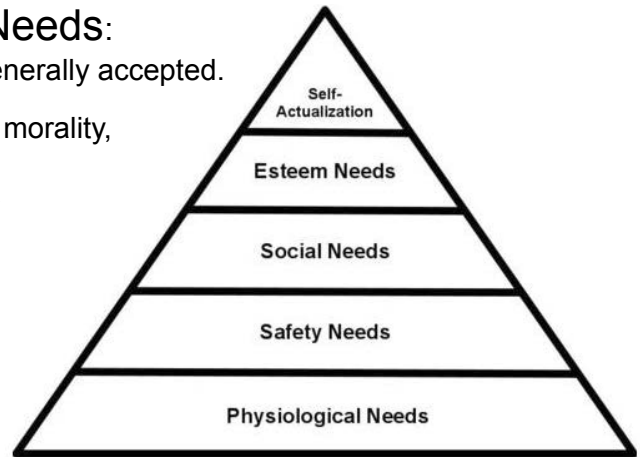 Needs:
enerally accepted.
morality,
Self-
Actualization
Esteem Needs
Social Needs
Safety Needs
Physiological Needs